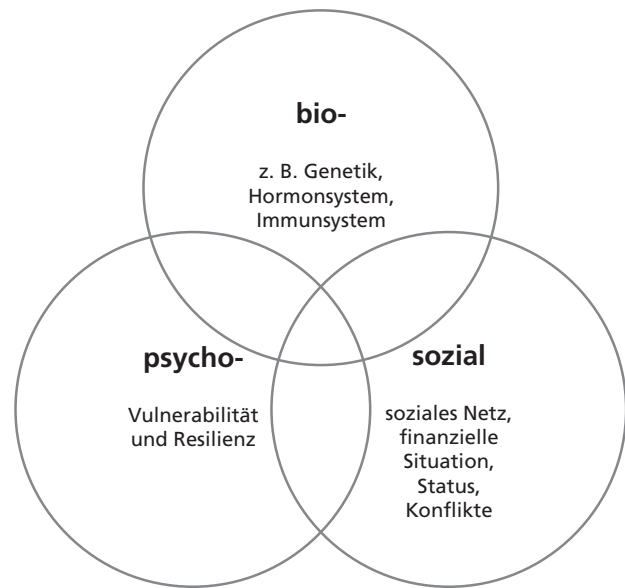 bio-
z. B. Genetik,
Hormonsystem,
Immunsystem
psycho-
Vulnerabilität
und Resilienz
sozial
soziales Netz,
finanzielle
Situation,
Status,
Konflikte